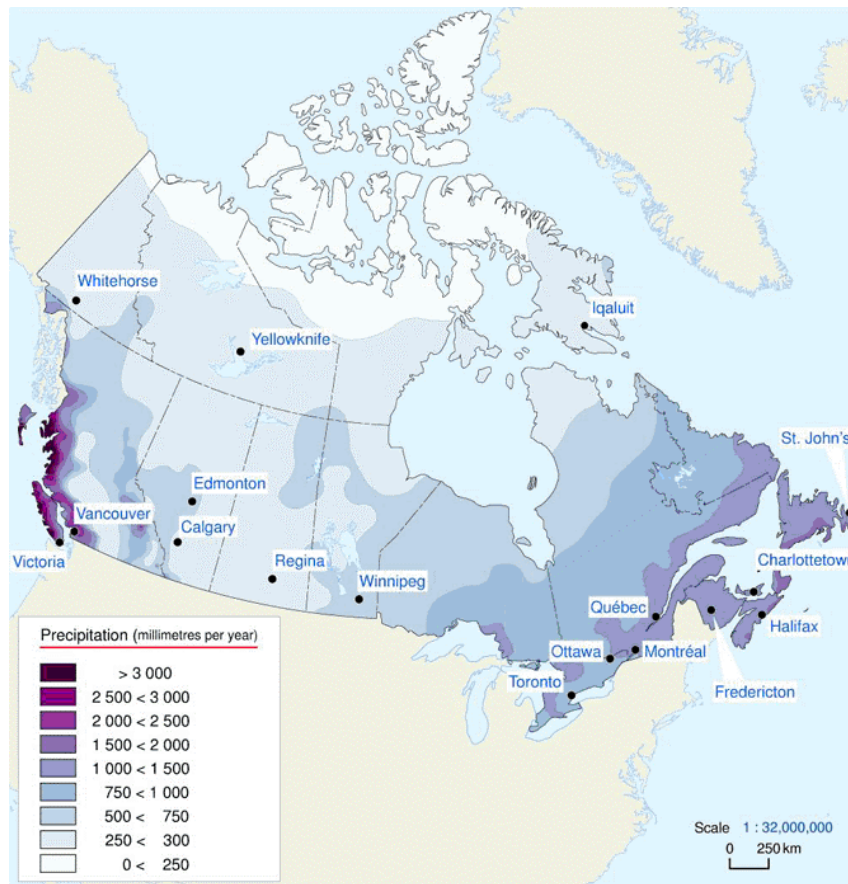 Whitehorse
Yellowknife
Iqaluit
St. John's
Edmonton
Vancouver
Calgary
Victoria
Regina
Winnipeg
Charlottetown
Québec
Halifax
Ottawa
Montréal
Toronto
Fredericton
Precipitation (millimetres per year)
> 3 000
2 500 < 3 000
2 000 < 2 500
1 500 < 2 000
1 000 < 1 500
750 < 1 000
500 < 750
250 < 300
0 < 250
Scale 1 : 32,000,000
0 250 km